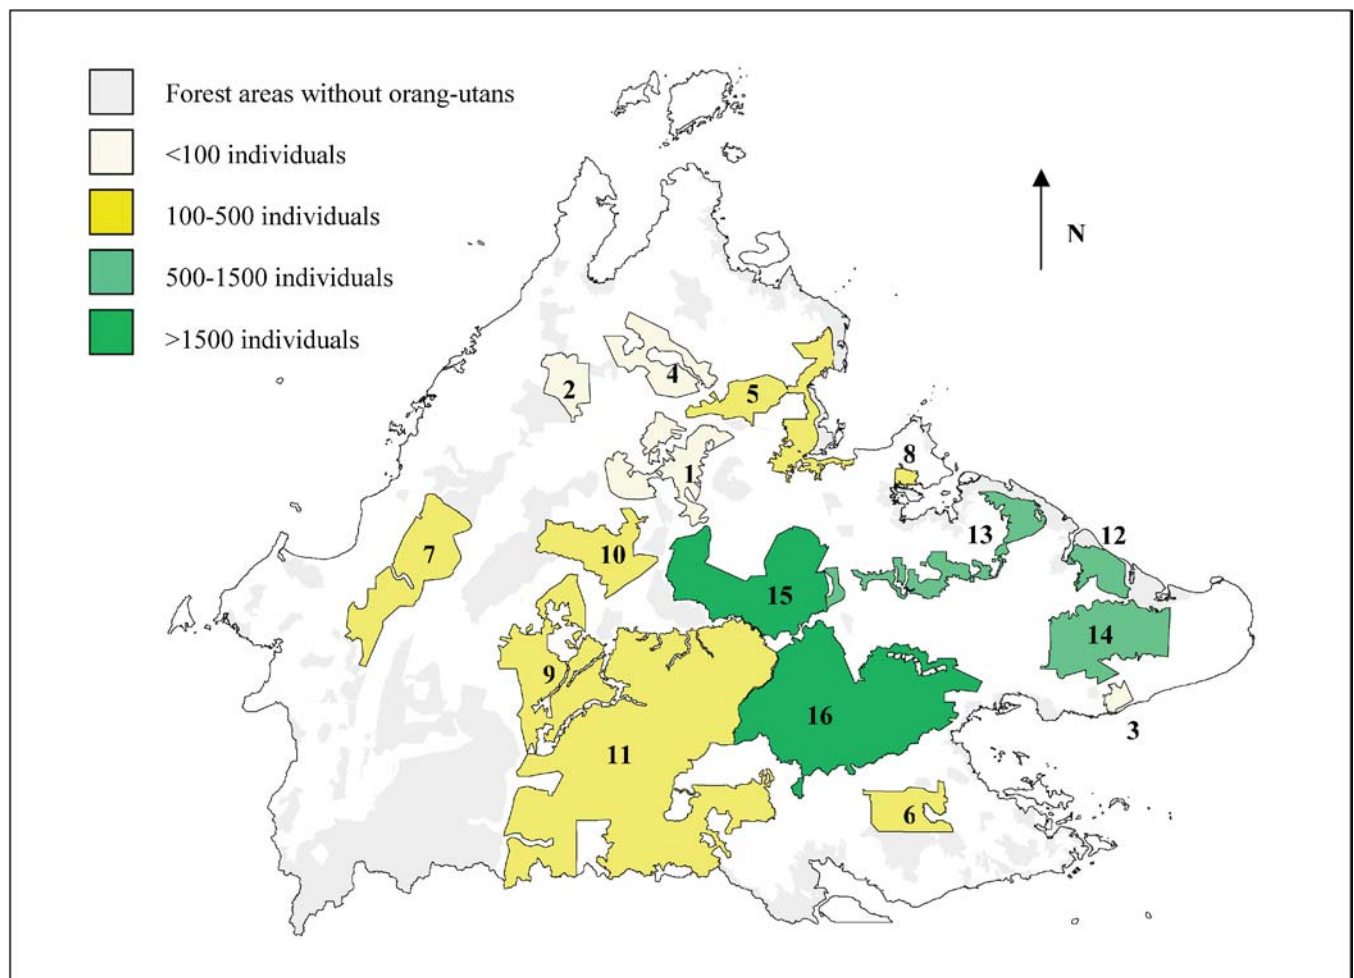 Forest areas without orang-utans
<100 individuals
100-500 individuals
500-1500 individuals
>1500 individuals
N
2
4
5
1
8
13
12
7
10
15
14
9
16
3
11
6